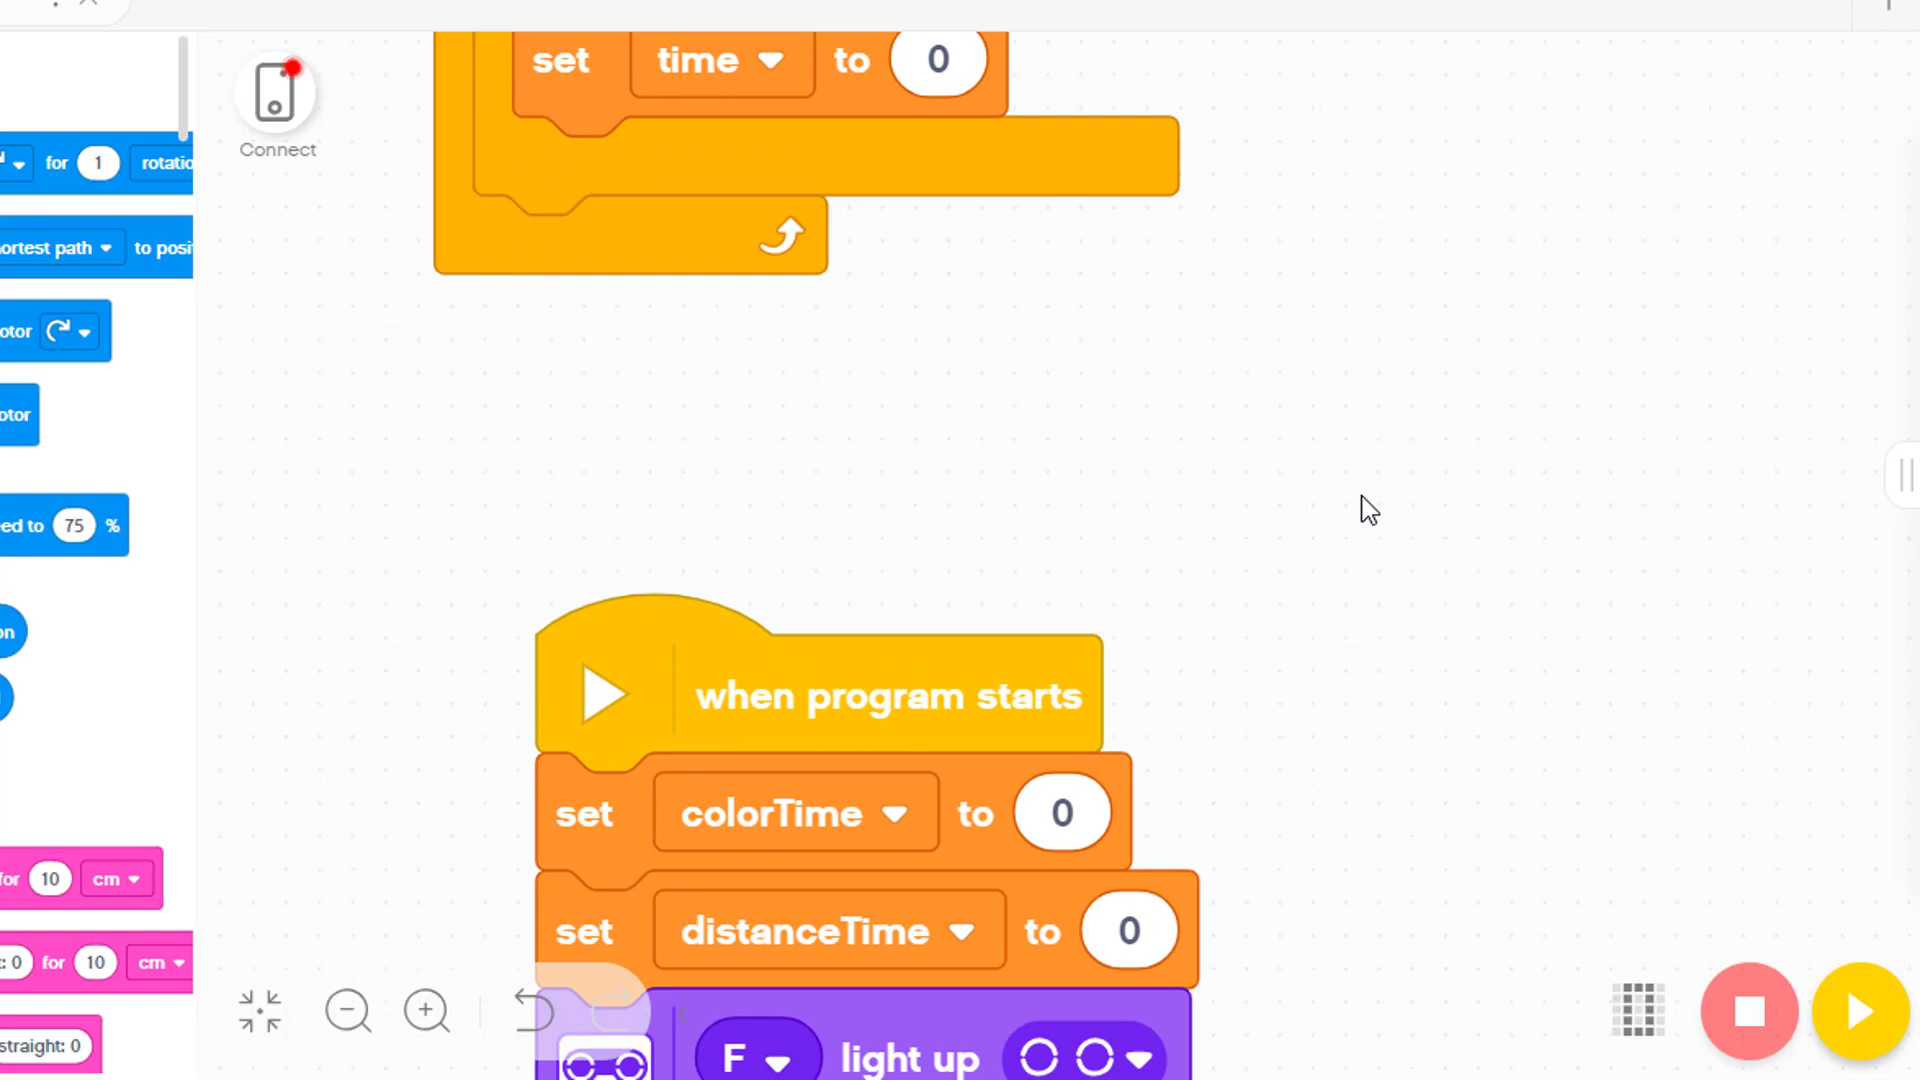 set time to 0
Connect
for 1 rotatio
ortest path to posi
otor
otor
eed to 75 %
on
when program starts
set colorTime to 0
for 10 cm
set distanceTime to 0
: 0 for 10 cm
straight: 0
F light up